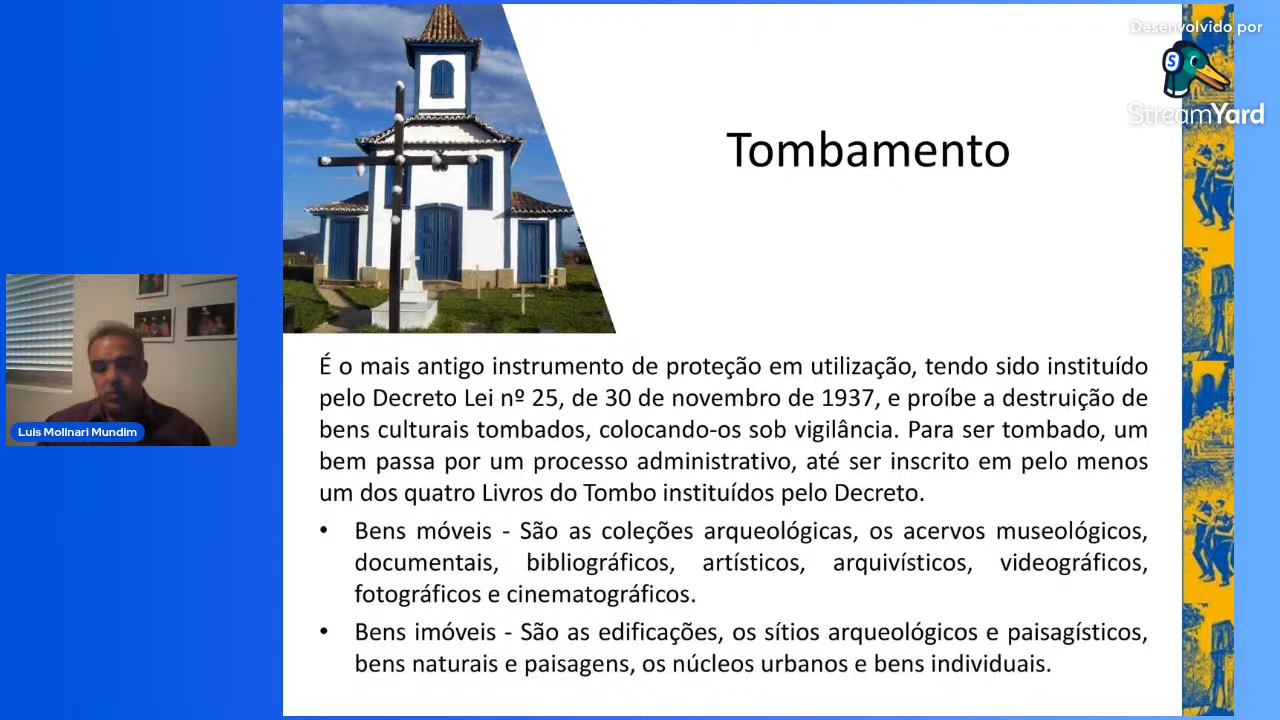 Desenvolvido por
StreamYard
Tombamento
É o mais antigo instrumento de proteção em utilização, tendo sido instituído
pelo Decreto Lei nº 25, de 30 de novembro de 1937, e proíbe a destruição de
bens culturais tombados, colocando-os sob vigilância. Para ser tombado, um
bem passa por um processo administrativo, até ser inscrito em pelo menos
um dos quatro Livros do Tombo instituídos pelo Decreto.
• Bens móveis - São as coleções arqueológicas, os acervos museológicos,
documentais, bibliográficos, artísticos, arquivísticos, videográficos,
fotográficos e cinematográficos.
• Bens imóveis - São as edificações, os sítios arqueológicos e paisagísticos,
bens naturais e paisagens, os núcleos urbanos e bens individuais.
Luis Molinari Mundim